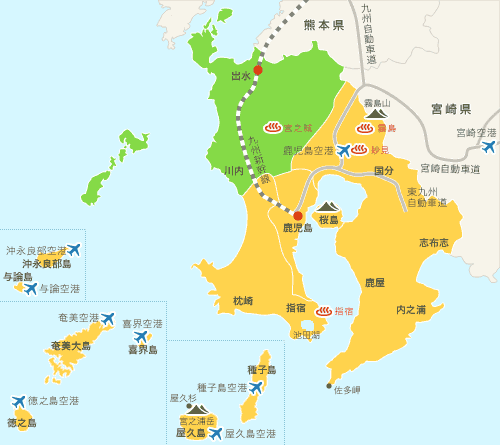 熊本県
九州自動車道
出水
霧島山
宮崎県
宮之城
霧島
宮崎空港
鹿児島空港
妙見
九州新幹線
川内
国分
宮崎自動車道
東九州
自動車道
鹿児島
桜島
志布志
沖永良部空港
沖永良部島
与論島
与論空港
鹿屋
枕崎
指宿
指宿
内之浦
奄美空港
喜界空港
池田湖
奄美大島
喜界島
種子島
佐多岬
種子島空港
徳之島空港
屋久杉
徳之島
宮之浦岳
屋久島
屋久島空港